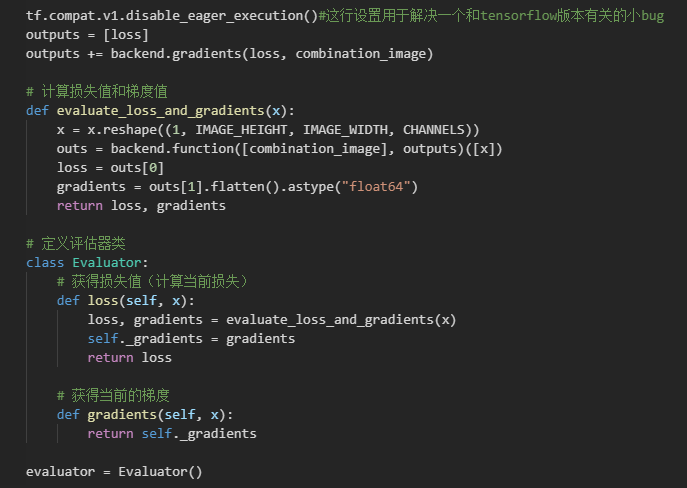 tf.compat.v1.disable_eager_execution()#这行设置用于解决一个和tensorflow版本有关的小bug
outputs = [loss]
outputs += backend.gradients(loss, combination_image)

# 计算损失值和梯度值
def evaluate_loss_and_gradients(x):
    x = x.reshape((1, IMAGE_HEIGHT, IMAGE_WIDTH, CHANNELS))
    outs = backend.function([combination_image], outputs)([x])
    loss = outs[0]
    gradients = outs[1].flatten().astype("float64")
    return loss, gradients

# 定义评估器类
class Evaluator:
    # 获得损失值（计算当前损失）
    def loss(self, x):
        loss, gradients = evaluate_loss_and_gradients(x)
        self._gradients = gradients
        return loss

    # 获得当前的梯度
    def gradients(self, x):
        return self._gradients

evaluator = Evaluator()